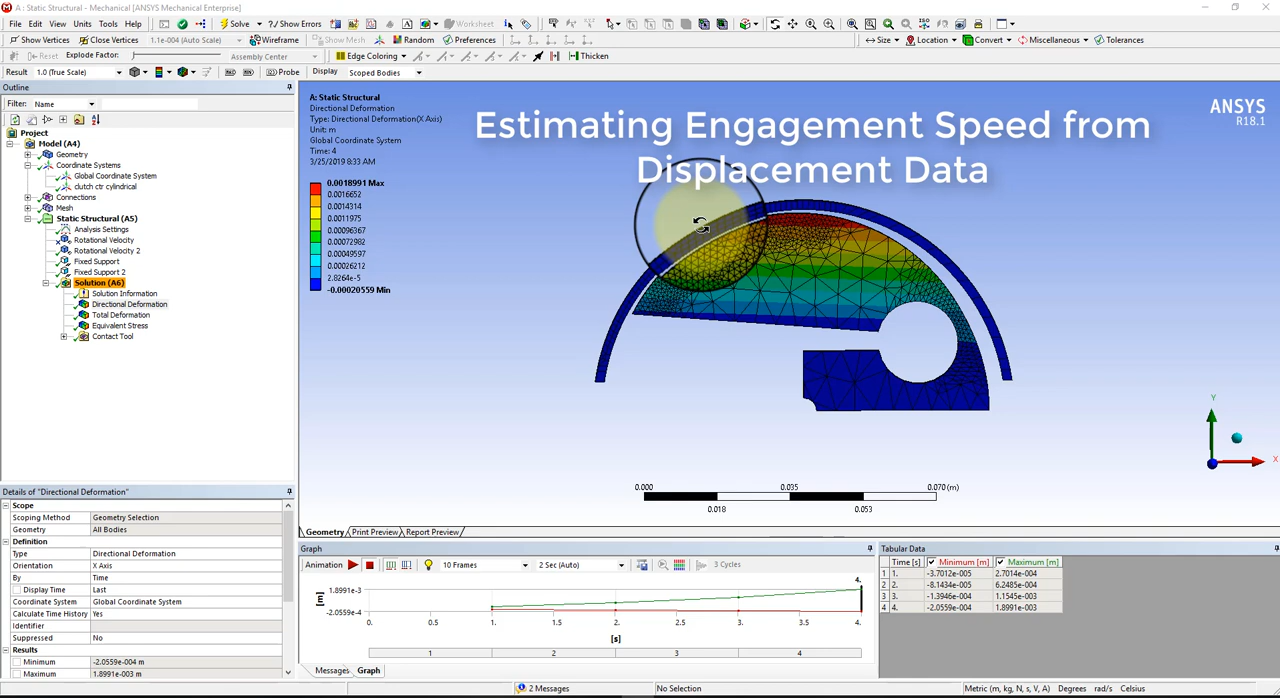 A : Static Structural - Mechanical (ANSYS Mechanical Enterprise)
File Edit View Units Tools Help Solve ?/ Show Errors Worksheet
Show Vertices Close Vertices 1.1e-004 (Auto Scale) Wireframe Show Mesh Random Preferences Size Location Convert Miscellaneous Tolerances
Reset Explode Factor: Assembly Center Edge Coloring Thicken
Result 1.0 (True Scale) Probe Display Scoped Bodies
Outline
Filter: Name
Project
Model (A4)
Geometry
Coordinate Systems
Global Coordinate System
clutch ctr cylindrical
Connections
Mesh
Static Structural (A5)
Analysis Settings
Rotational Velocity
Rotational Velocity 2
Fixed Support
Fixed Support 2
Solution (A6)
Solution Information
Directional Deformation
Total Deformation
Equivalent Stress
Contact Tool
A: Static Structural
Directional Deformation
Type: Directional Deformation(X Axis)
Unit: m
Global Coordinate System
Time: 4
3/25/2019 8:33 AM
0.0018991 Max
0.0016652
0.0014313
0.0011975
0.00096359
0.00072982
0.00049597
0.00026212
2.8264e-5
-0.00020559 Min
Estimating Engagement Speed from
Displacement Data
ANSYS
R18.1
Y
X
0.000 0.035 0.070 (m)
0.018 0.053
Geometry Print Preview Report Preview
Details of "Directional Deformation"
Scope
Scoping Method Geometry Selection
Geometry All Bodies
Definition
Type Directional Deformation
Orientation X Axis
By Time
Display Time Last
Coordinate System Global Coordinate System
Calculate Time History Yes
Identifier
Suppressed No
Results
Minimum -2.0559e-004 m
Maximum 1.8991e-003 m
Graph
Animation 10 Frames 2 Sec (Auto) 3 Cycles
4.
1.8991e-3
[m]
-2.0559e-4
0. 0.5 1. 1.5 2. 2.5 3. 3.5 4.
[s]
1 2 3 4
Messages Graph
Tabular Data
Time [s] Minimum [m] Maximum [m]
1 1. -3.7012e-005 2.7014e-004
2 2. -8.1434e-005 6.2485e-004
3 3. -1.3946e-004 1.1545e-003
4 4. -2.0559e-004 1.8991e-003
2 Messages No Selection Metric (m, kg, N, s, V, A) Degrees rad/s Celsius